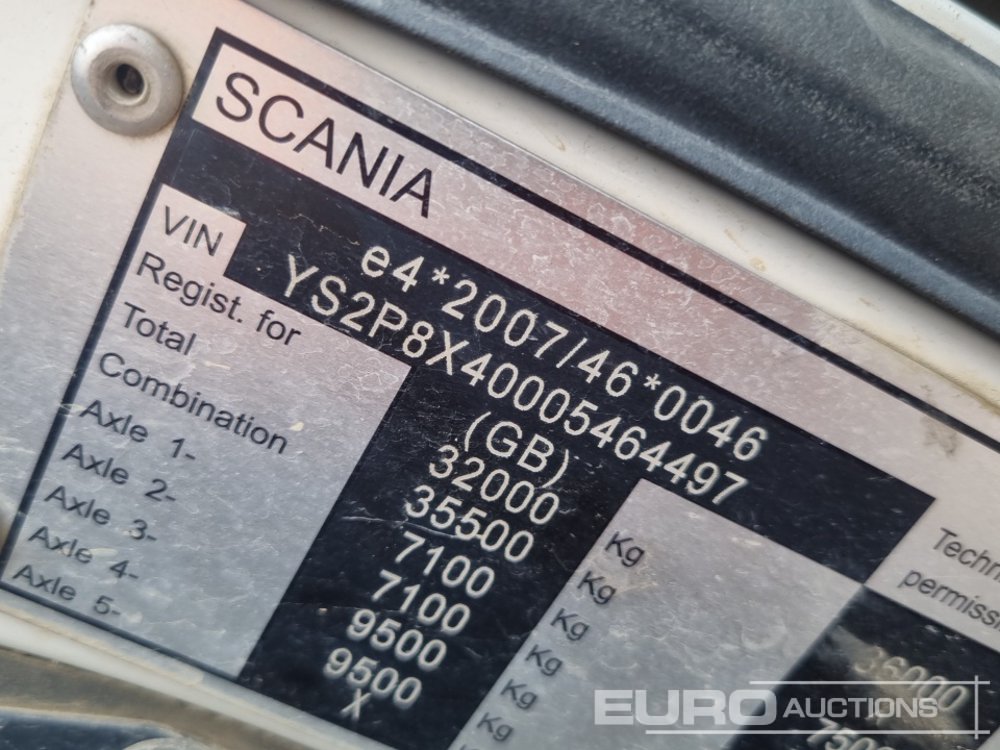 SCANIA
e4*2007/46*0046
VIN YS2P8X40005464497
Regist. for (GB)
Total 32000 Kg
Combination 35500 Kg
Axle 1- 7100 Kg
Axle 2- 7100 Kg
Axle 3- 9500 Kg
Axle 4- 9500 Kg
Axle 5- X
36000
EURO AUCTIONS